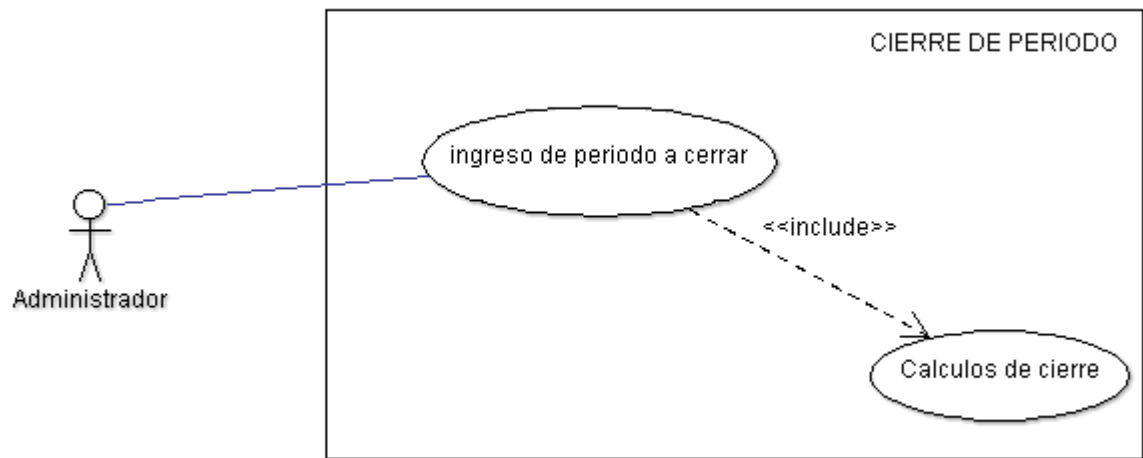 CIERRE DE PERIODO
ingreso de periodo a cerrar
<<include>>
Administrador
Calculos de cierre